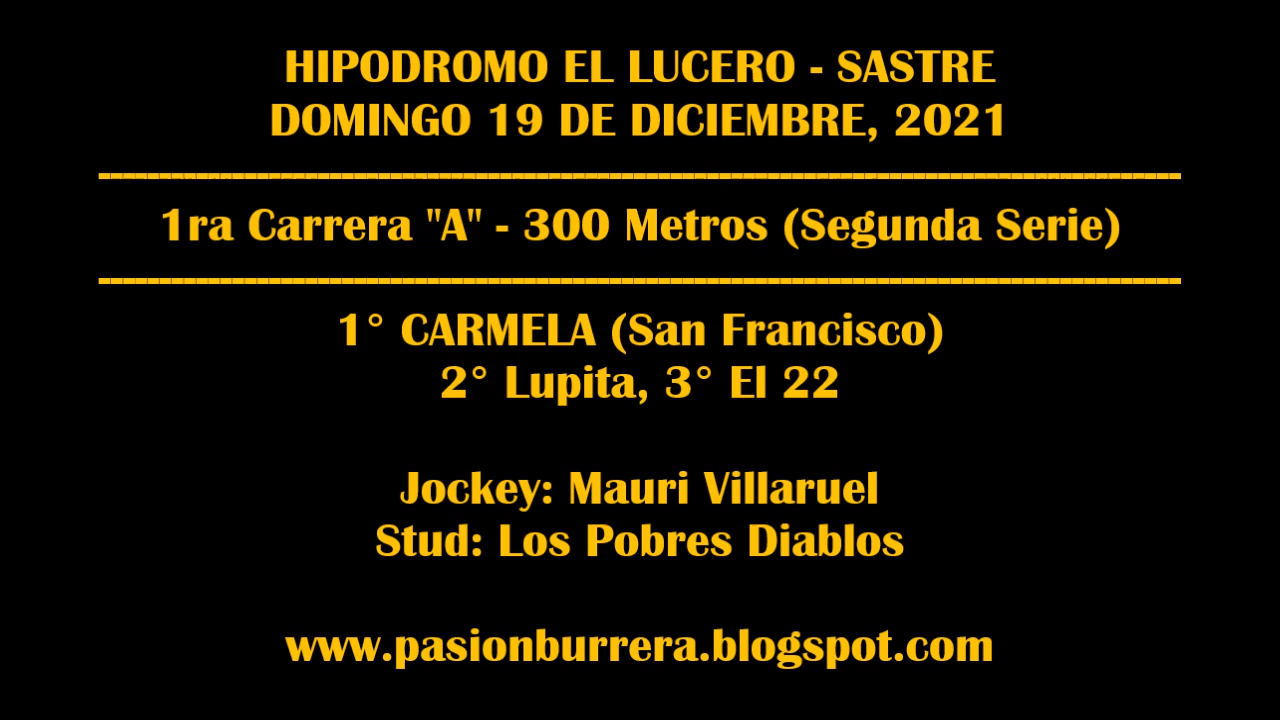 HIPODROMO EL LUCERO - SASTRE
DOMINGO 19 DE DICIEMBRE, 2021
1ra Carrera "A" - 300 Metros (Segunda Serie)
1° CARMELA (San Francisco)
2° Lupita, 3° El 22
Jockey: Mauri Villaruel
Stud: Los Pobres Diablos
www.pasionburrera.blogspot.com